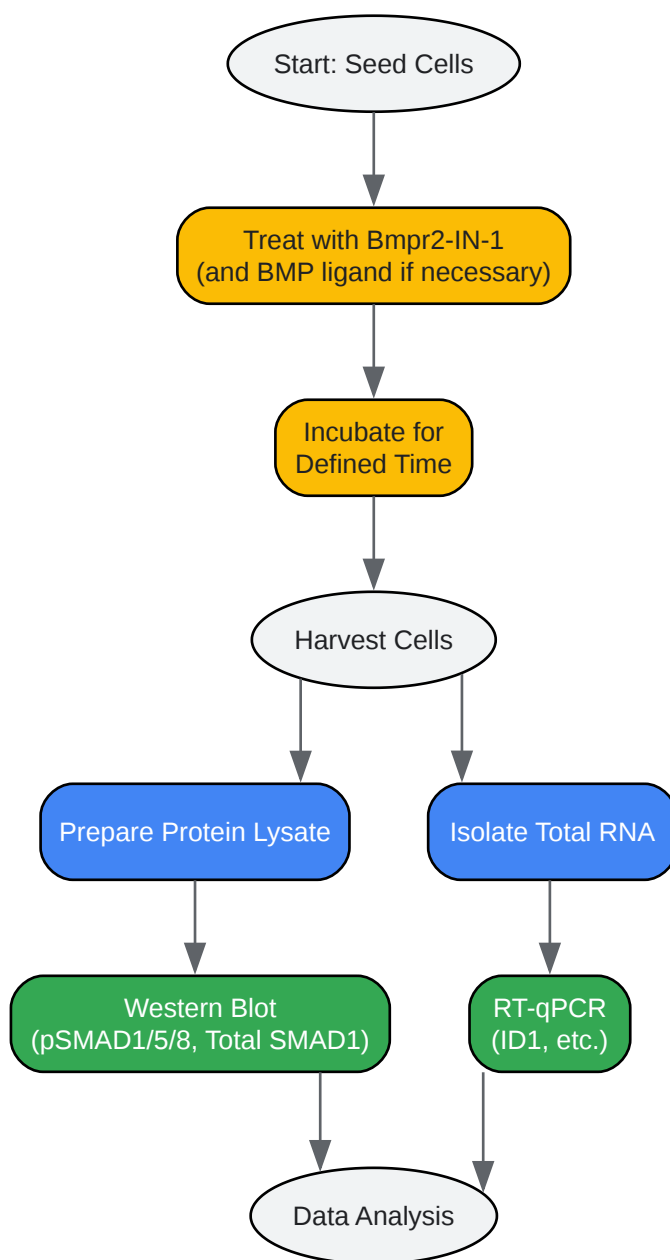 Start: Seed Cells
Treat with Bmpr2-IN-1
(and BMP ligand if necessary)
Incubate for
Defined Time
Harvest Cells
Prepare Protein Lysate
Isolate Total RNA
Western Blot
(pSMAD1/5/8, Total SMAD1)
RT-qPCR
(ID1, etc.)
Data Analysis